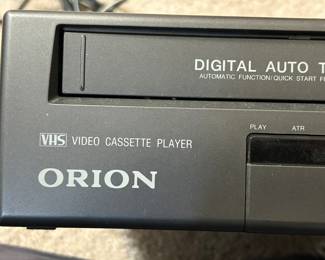 DIGITAL AUTO
AUTOMATIC FUNCTION/QUICK START
PLAY ATR
VHS VIDEO CASSETTE PLAYER
ORION